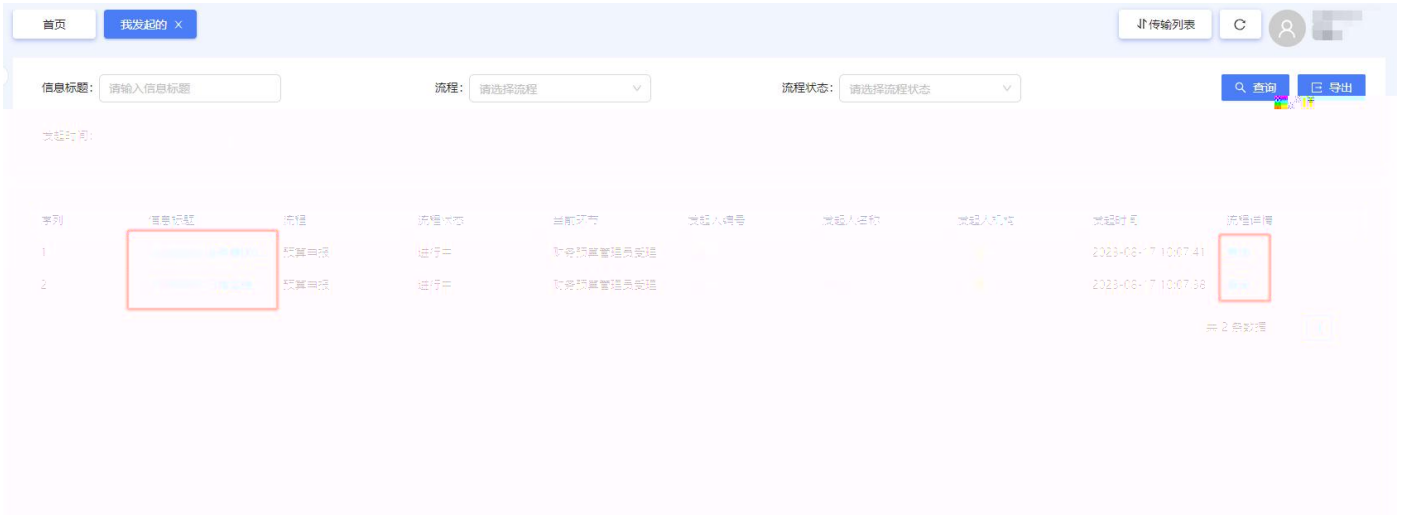 首页 我发起的 × 传输列表
信息标题： 请输入信息标题 流程： 请选择流程 流程状态： 请选择流程状态 查询 导出
发起时间：
序列 信息标题 流程 流程状态 当前环节 发起人编号 发起人名称 发起人机构 发起时间 流程详情
1 预算申报 进行中 财务预算管理员受理 2023-08-17 10:07:41
2 预算申报 进行中 财务预算管理员受理 2023-08-17 10:07:38
共 2 条数据